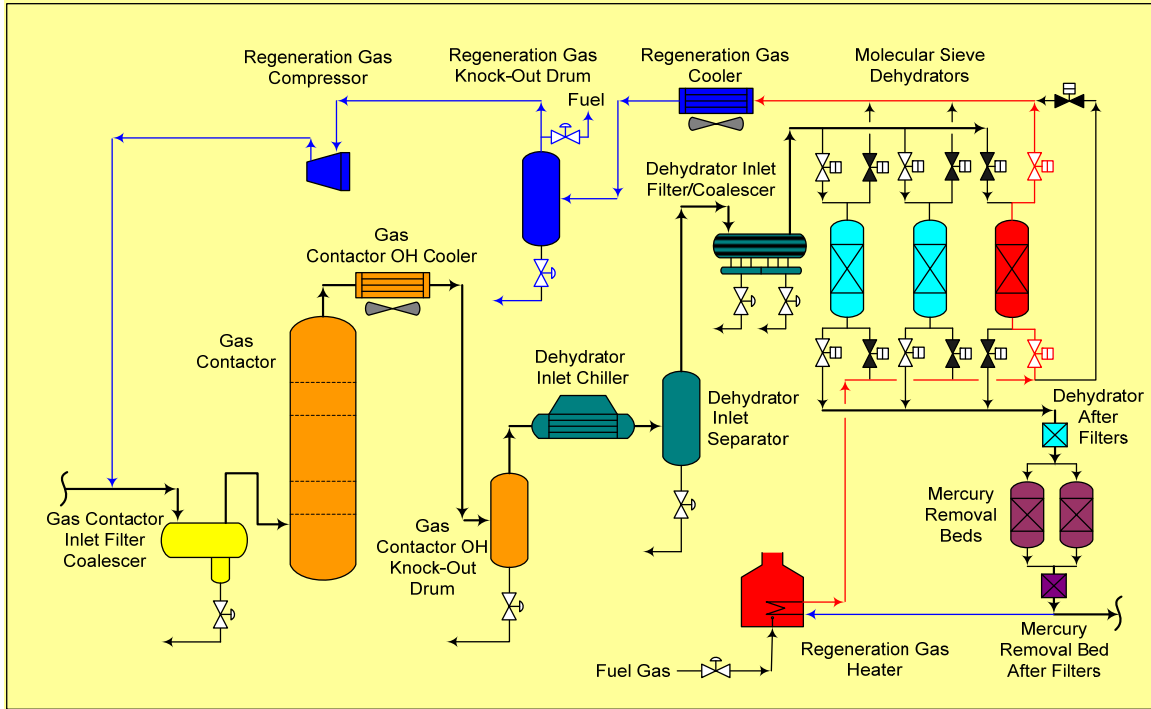 Regeneration Gas
Compressor
Regeneration Gas
Knock-Out Drum
Fuel
Regeneration Gas
Cooler
Molecular Sieve
Dehydrators
Dehydrator Inlet
Filter/Coalescer
Gas
Contactor OH Cooler
Gas
Contactor
Dehydrator
Inlet Chiller
Dehydrator
Inlet
Separator
Dehydrator
After
Filters
Gas Contactor
Inlet Filter
Coalescer
Gas
Contactor OH
Knock-Out
Drum
Mercury
Removal
Beds
Fuel Gas
Regeneration Gas
Heater
Mercury
Removal Bed
After Filters